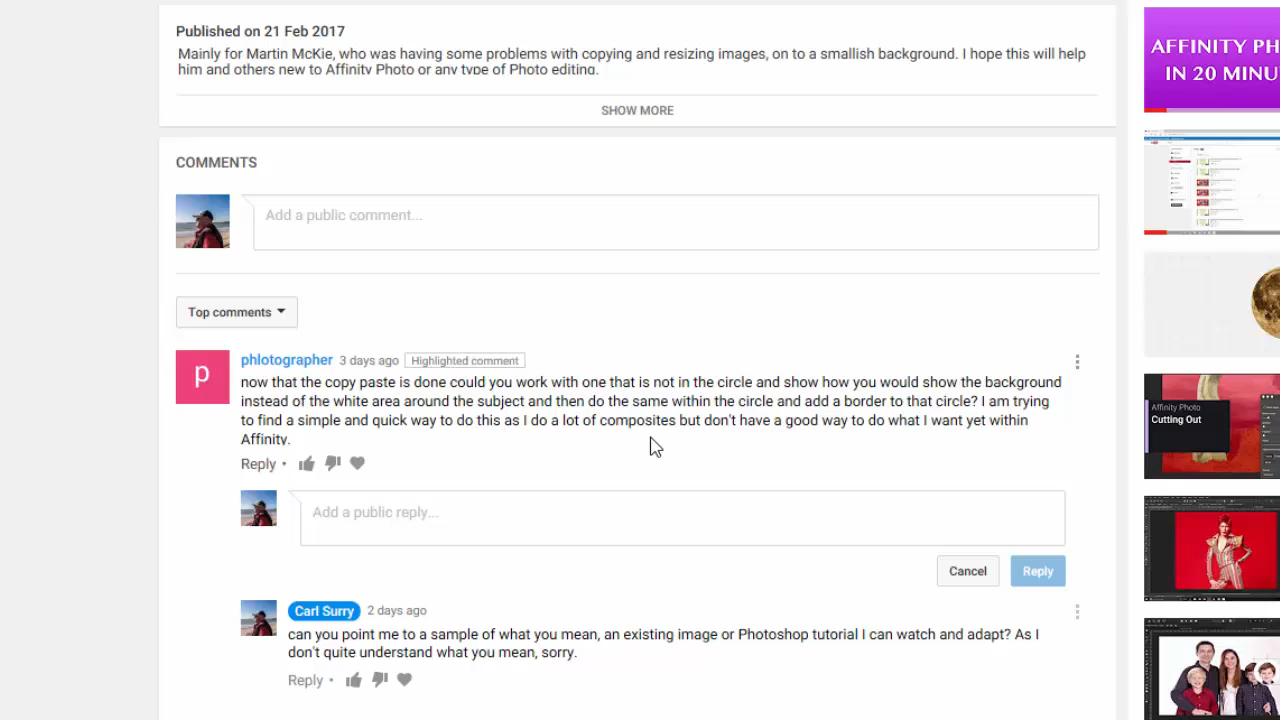 Published on 21 Feb 2017
Mainly for Martin McKie, who was having some problems with copying and resizing images, on to a smallish background. I hope this will help
him and others new to Affinity Photo or any type of Photo editing.
SHOW MORE
COMMENTS
Add a public comment...
Top comments
p
phlotographer 3 days ago Highlighted comment
now that the copy paste is done could you work with one that is not in the circle and show how you would show the background
instead of the white area around the subject and then do the same within the circle and add a border to that circle? I am trying
to find a simple and quick way to do this as I do a lot of composites but don't have a good way to do what I want yet within
Affinity.
Reply •
Add a public reply...
Cancel Reply
Carl Surry 2 days ago
can you point me to a sample of what you mean, an existing image or Photoshop tutorial I can watch and adapt? As I
don't quite understand what you mean, sorry.
Reply •
AFFINITY PH
IN 20 MINU
Affinity Photo
Cutting Out